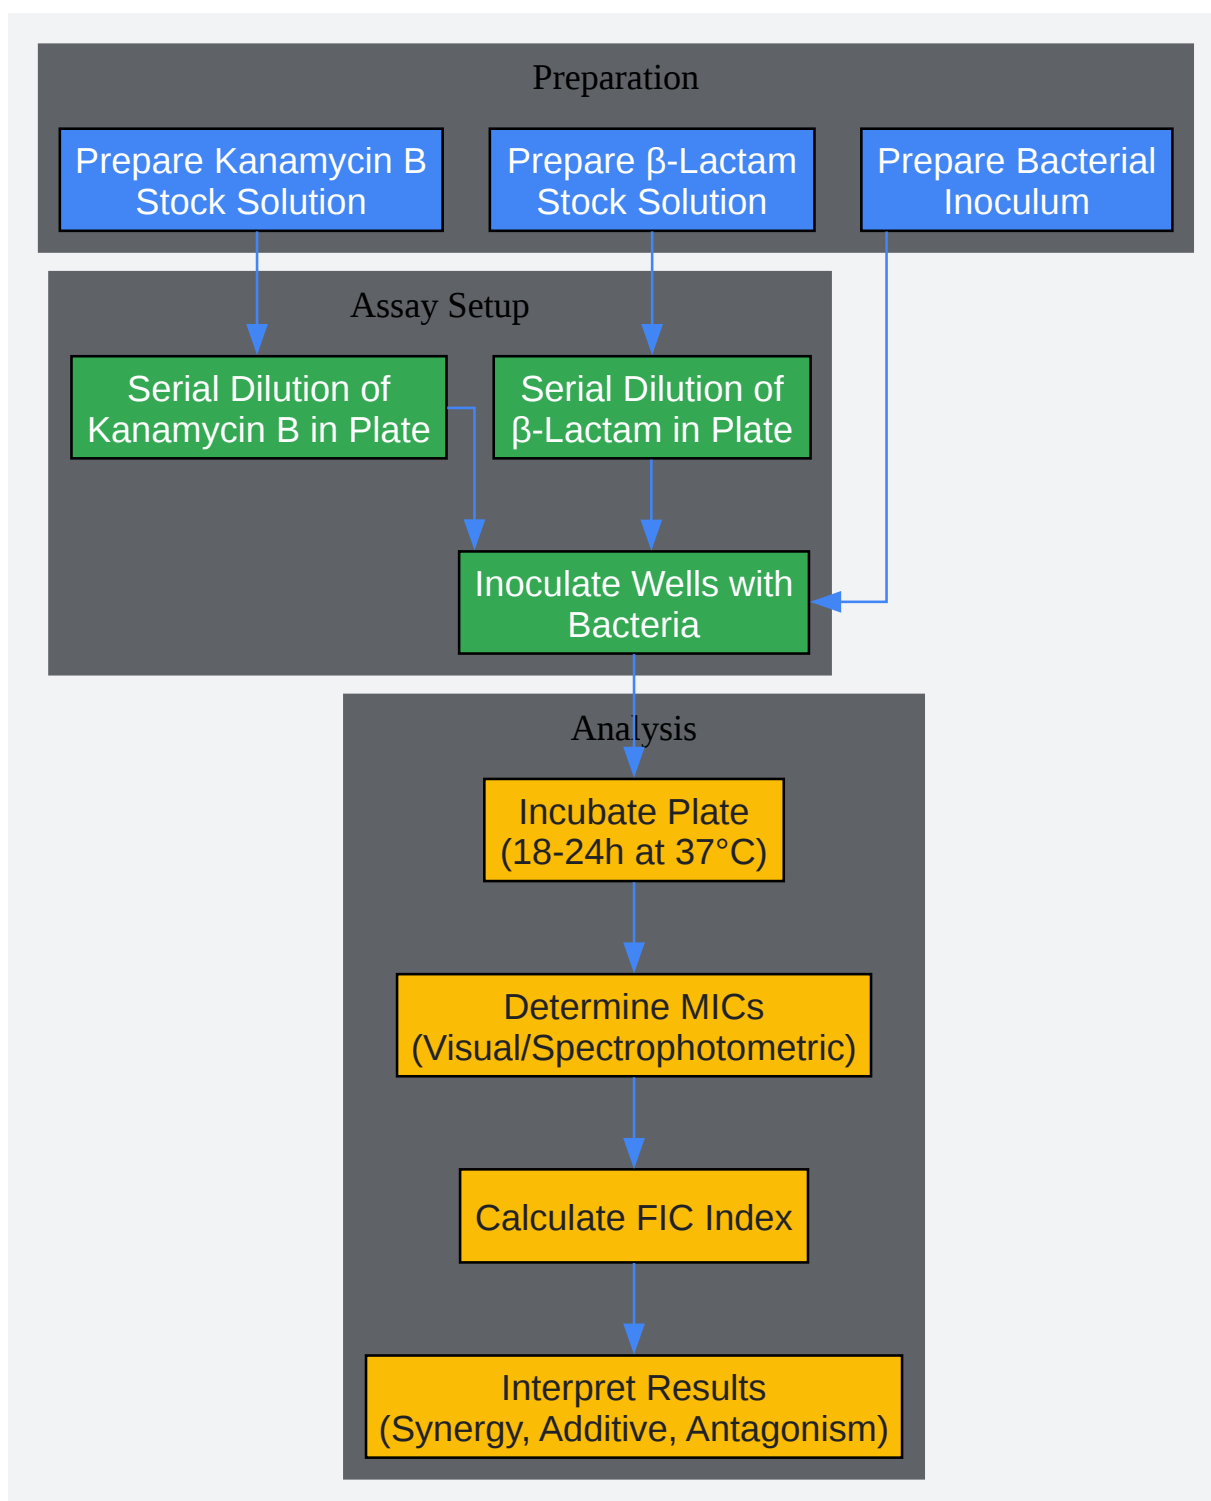 Preparation
Prepare Kanamycin B
Stock Solution
Prepare β-Lactam
Stock Solution
Prepare Bacterial
Inoculum
Assay Setup
Serial Dilution of
Kanamycin B in Plate
Serial Dilution of
β-Lactam in Plate
Inoculate Wells with
Bacteria
Analysis
Incubate Plate
(18-24h at 37°C)
Determine MICs
(Visual/Spectrophotometric)
Calculate FIC Index
Interpret Results
(Synergy, Additive, Antagonism)